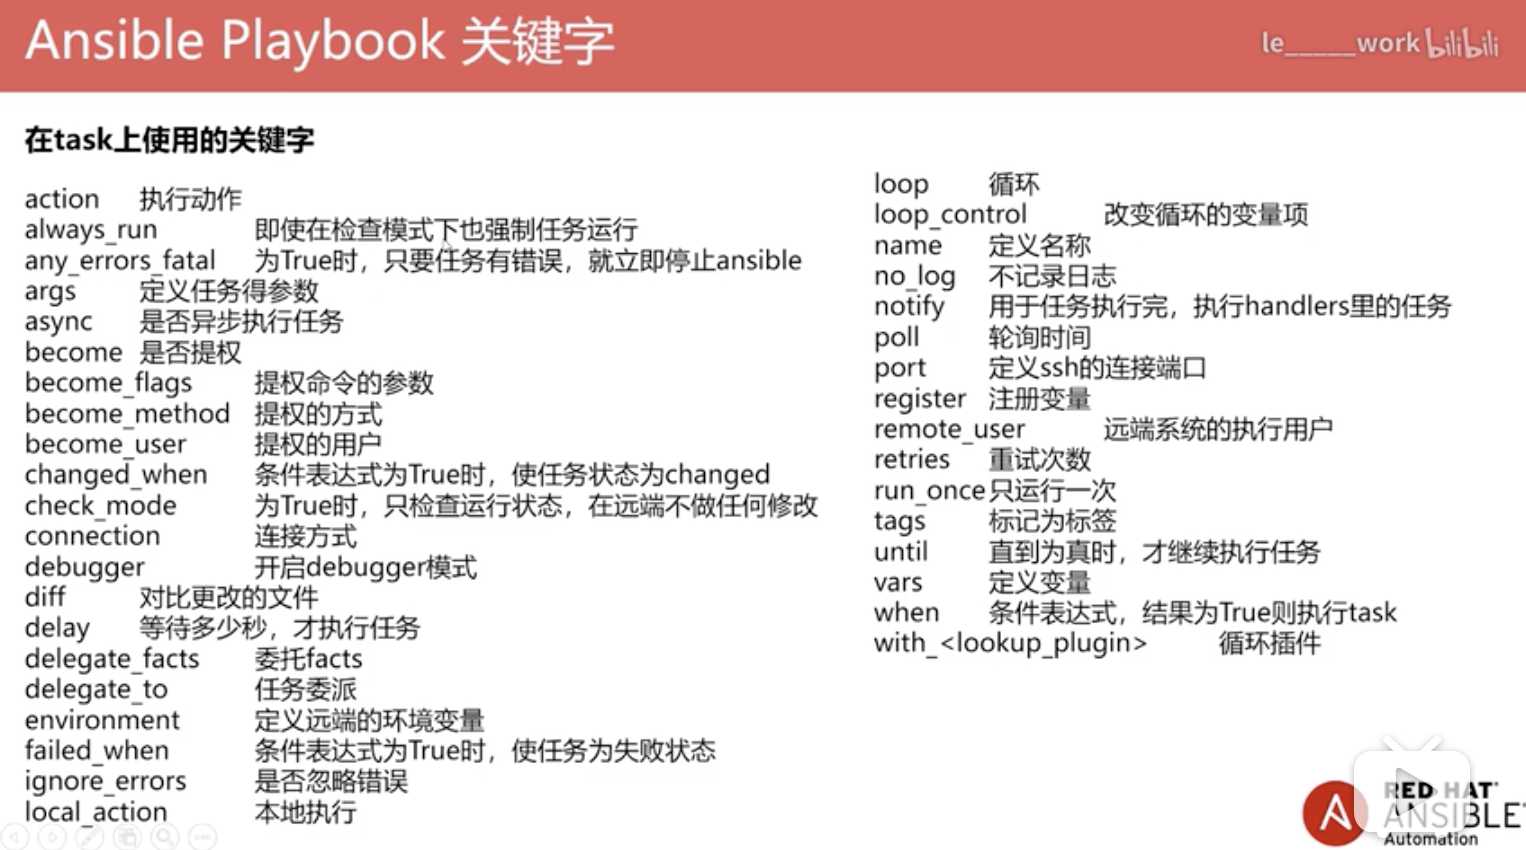 Ansible Playbook 关键字
le_____work bilibili
在task上使用的关键字
action 执行动作
always_run 即使在检查模式下也强制任务运行
any_errors_fatal 为True时，只要任务有错误，就立即停止ansible
args 定义任务得参数
async 是否异步执行任务
become 是否提权
become_flags 提权命令的参数
become_method 提权的方式
become_user 提权的用户
changed_when 条件表达式为True时，使任务状态为changed
check_mode 为True时，只检查运行状态，在远端不做任何修改
connection 连接方式
debugger 开启debugger模式
diff 对比更改的文件
delay 等待多少秒，才执行任务
delegate_facts 委托facts
delegate_to 任务委派
environment 定义远端的环境变量
failed_when 条件表达式为True时，使任务为失败状态
ignore_errors 是否忽略错误
local_action 本地执行
loop 循环
loop_control 改变循环的变量项
name 定义名称
no_log 不记录日志
notify 用于任务执行完，执行handlers里的任务
poll 轮询时间
port 定义ssh的连接端口
register 注册变量
remote_user 远端系统的执行用户
retries 重试次数
run_once 只运行一次
tags 标记为标签
until 直到为真时，才继续执行任务
vars 定义变量
when 条件表达式，结果为True则执行task
with_<lookup_plugin> 循环插件
RED HAT
ANSIBLE
Automation